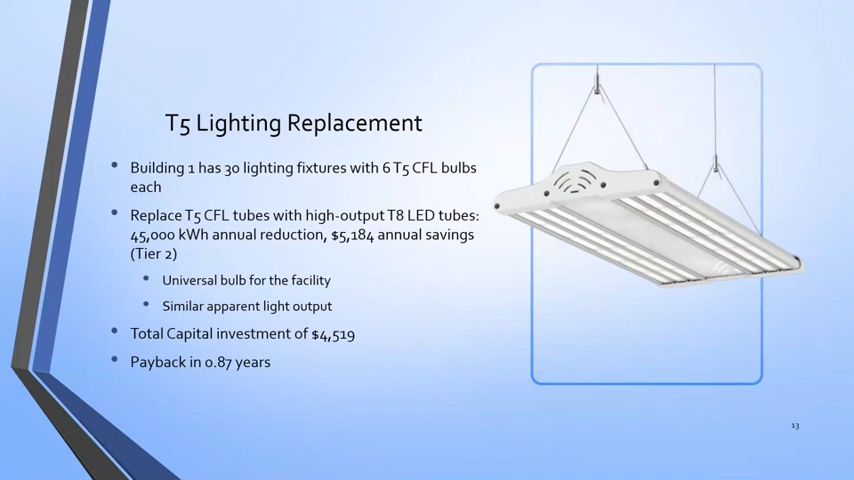 T5 Lighting Replacement
• Building 1 has 30 lighting fixtures with 6 T5 CFL bulbs
each
• Replace T5 CFL tubes with high-output T8 LED tubes:
45,000 kWh annual reduction, $5,184 annual savings
(Tier 2)
• Universal bulb for the facility
• Similar apparent light output
• Total Capital investment of $4,519
• Payback in 0.87 years
13